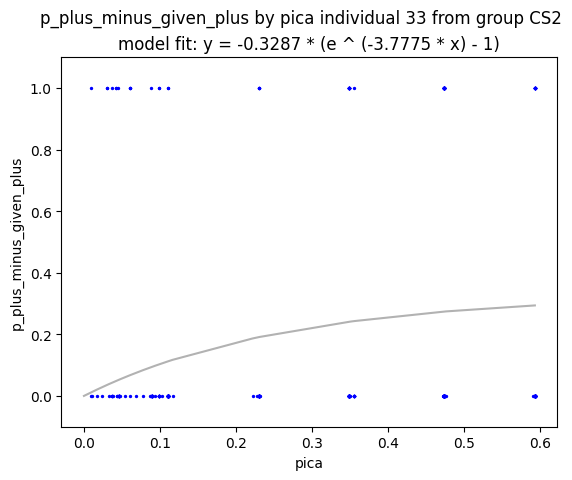 p_plus_minus_given_plus by pica individual 33 from group CS2
model fit: y = -0.3287 * (e ^ (-3.7775 * x) - 1)
1.0
0.8
0.6
0.4
0.2
0.0
p_plus_minus_given_plus
0.0 0.1 0.2 0.3 0.4 0.5 0.6
pica